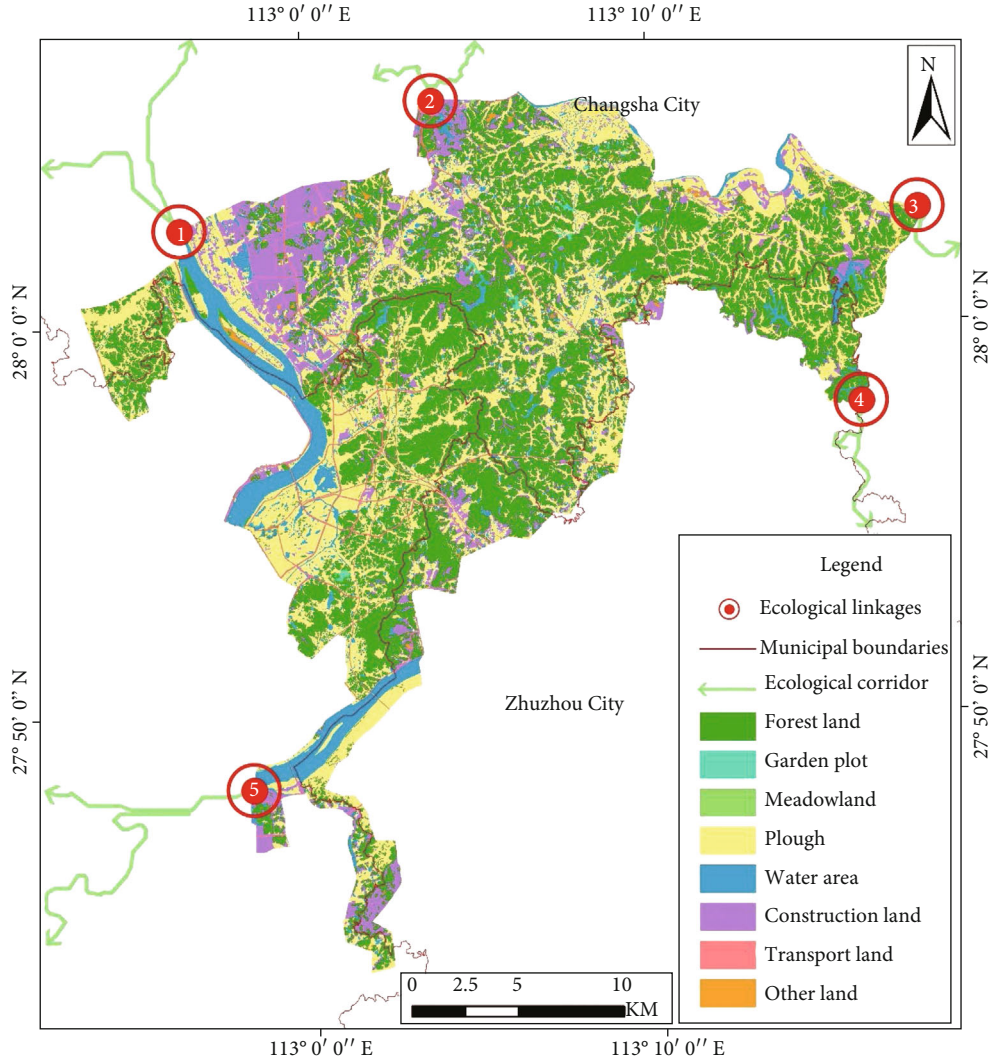 113° 0' 0'' E
113° 10' 0'' E
N
2
Changsha City
3
1
28° 0' 0'' N
28° 0' 0'' N
4
Legend
Ecological linkages
Municipal boundaries
Ecological corridor
Forest land
Garden plot
Meadowland
Plough
Water area
Construction land
Transport land
Other land
Zhuzhou City
27° 50' 0'' N
27° 50' 0'' N
5
0 2.5 5 10
KM
113° 0' 0'' E
113° 10' 0'' E